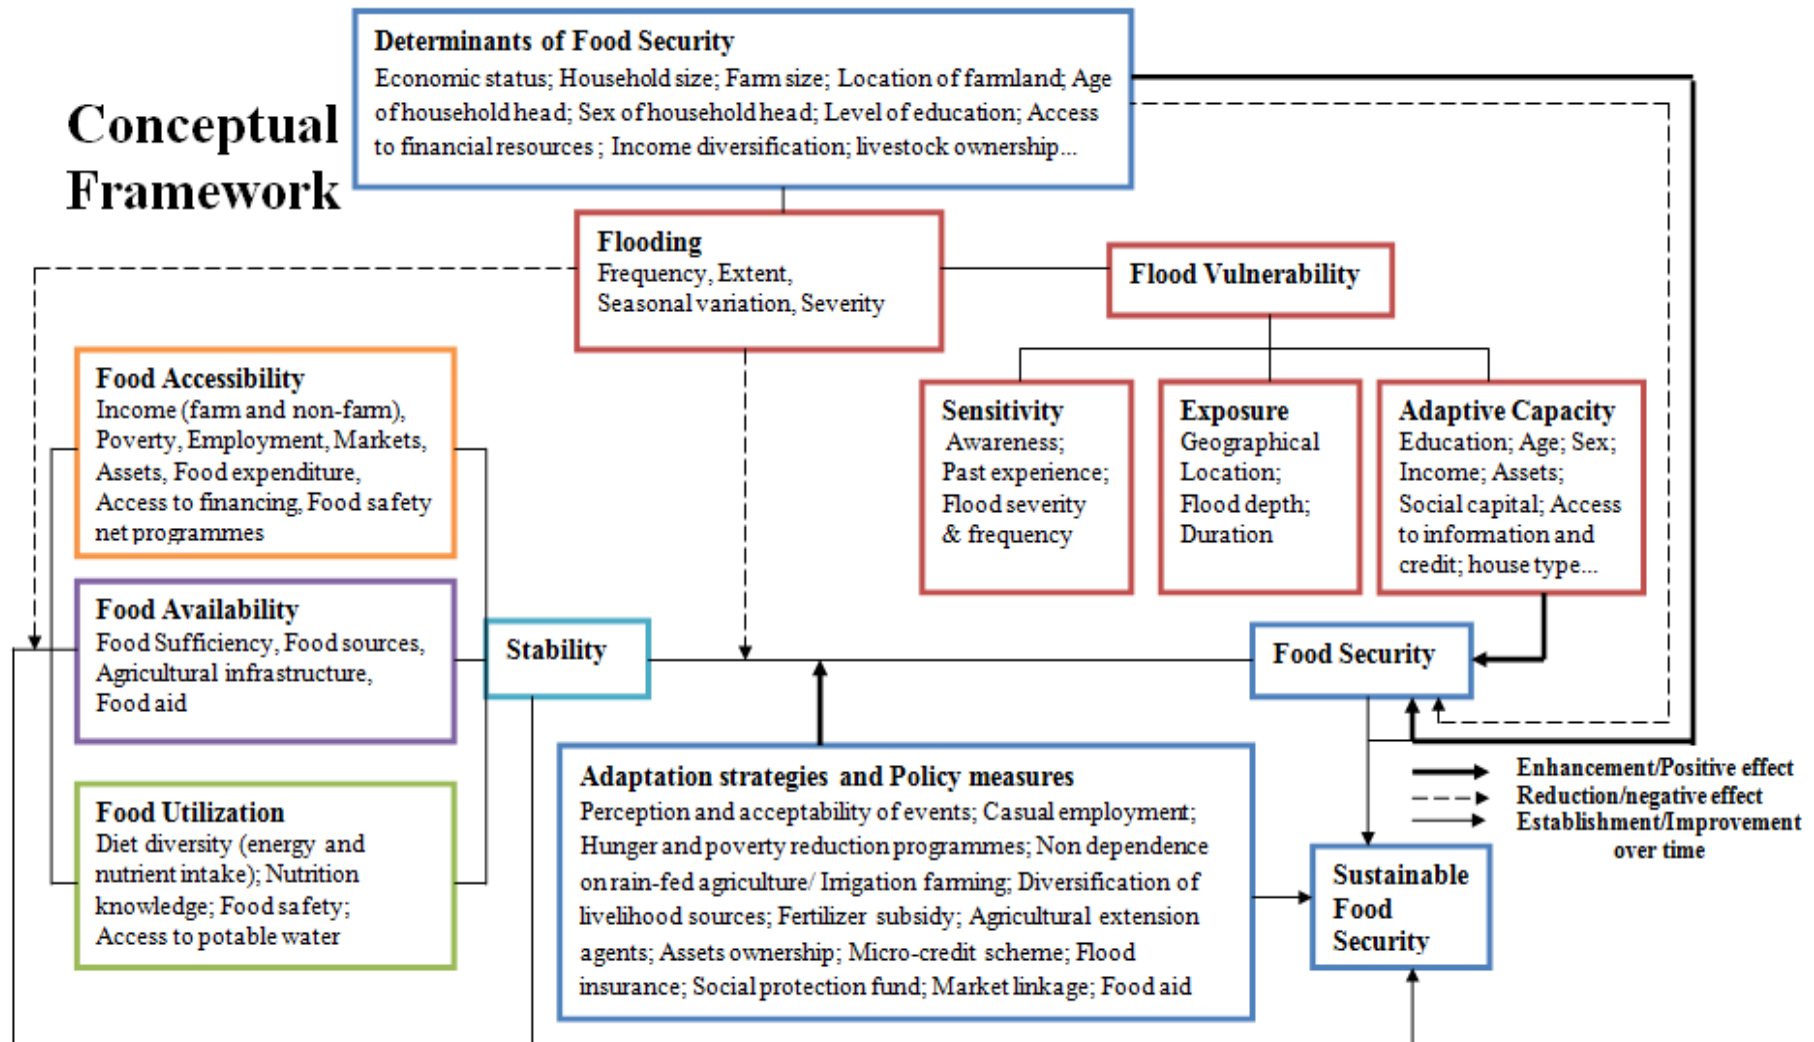 Conceptual
Framework
Determinants of Food Security
Economic status; Household size; Farm size; Location of farmland; Age
of household head; Sex of household head; Level of education; Access
to financial resources ; Income diversification; livestock ownership...
Flooding
Frequency, Extent,
Seasonal variation, Severity
Flood Vulnerability
Food Accessibility
Income (farm and non-farm),
Poverty, Employment, Markets,
Assets, Food expenditure,
Access to financing, Food safety
net programmes
Sensitivity
Awareness;
Past experience;
Flood severity
& frequency
Exposure
Geographical
Location;
Flood depth;
Duration
Adaptive Capacity
Education; Age; Sex;
Income; Assets;
Social capital; Access
to information and
credit; house type...
Food Availability
Food Sufficiency, Food sources,
Agricultural infrastructure,
Food aid
Stability
Food Security
Food Utilization
Diet diversity (energy and
nutrient intake); Nutrition
knowledge; Food safety;
Access to potable water
Adaptation strategies and Policy measures
Perception and acceptability of events; Casual employment;
Hunger and poverty reduction programmes; Non dependence
on rain-fed agriculture/ Irrigation farming; Diversification of
livelihood sources; Fertilizer subsidy; Agricultural extension
agents; Assets ownership; Micro-credit scheme; Flood
insurance; Social protection fund; Market linkage; Food aid
Enhancement/Positive effect
Reduction/negative effect
Establishment/Improvement
over time
Sustainable
Food
Security